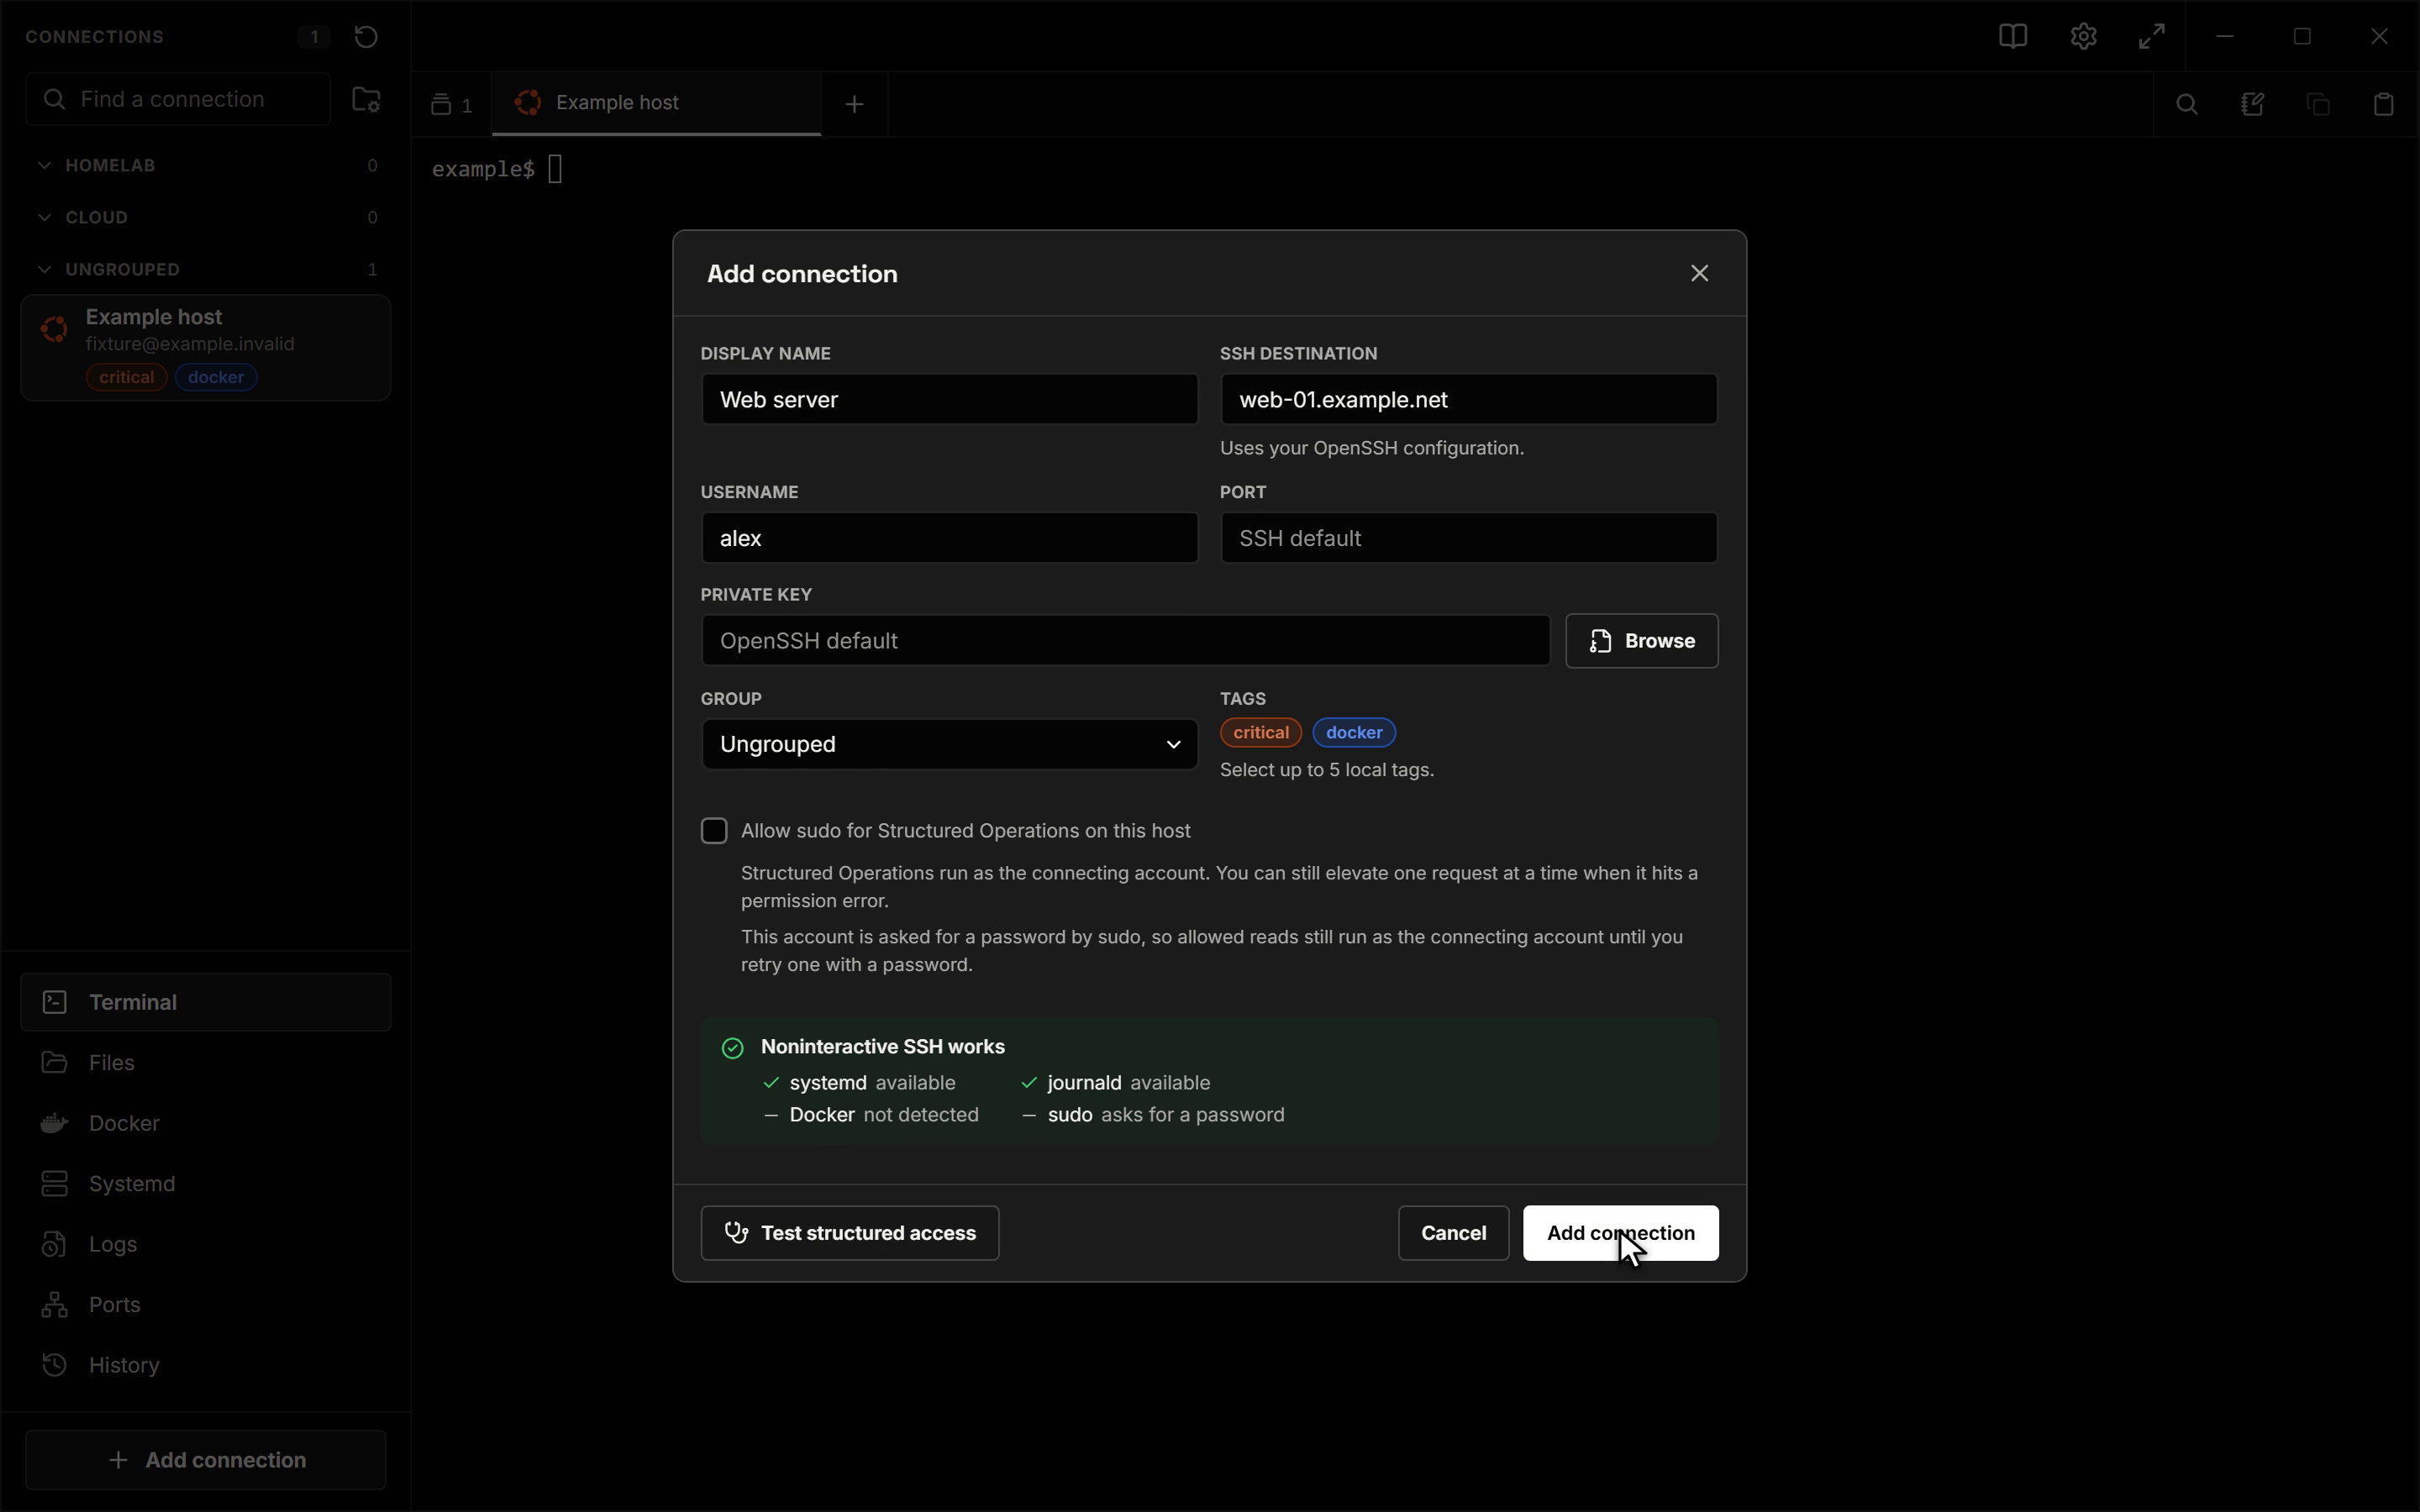 CONNECTIONS 1
Find a connection
HOMELAB 0
CLOUD 0
UNGROUPED 1
Example host
fixture@example.invalid
critical docker
Terminal
Files
Docker
Systemd
Logs
Ports
History
Add connection
1 Example host
example$
Add connection
DISPLAY NAME
Web server
SSH DESTINATION
web-01.example.net
Uses your OpenSSH configuration.
USERNAME
alex
PORT
SSH default
PRIVATE KEY
OpenSSH default
Browse
GROUP
Ungrouped
TAGS
critical docker
Select up to 5 local tags.
Allow sudo for Structured Operations on this host
Structured Operations run as the connecting account. You can still elevate one request at a time when it hits a
permission error.
This account is asked for a password by sudo, so allowed reads still run as the connecting account until you
retry one with a password.
Noninteractive SSH works
systemd available journald available
Docker not detected sudo asks for a password
Test structured access
Cancel
Add connection